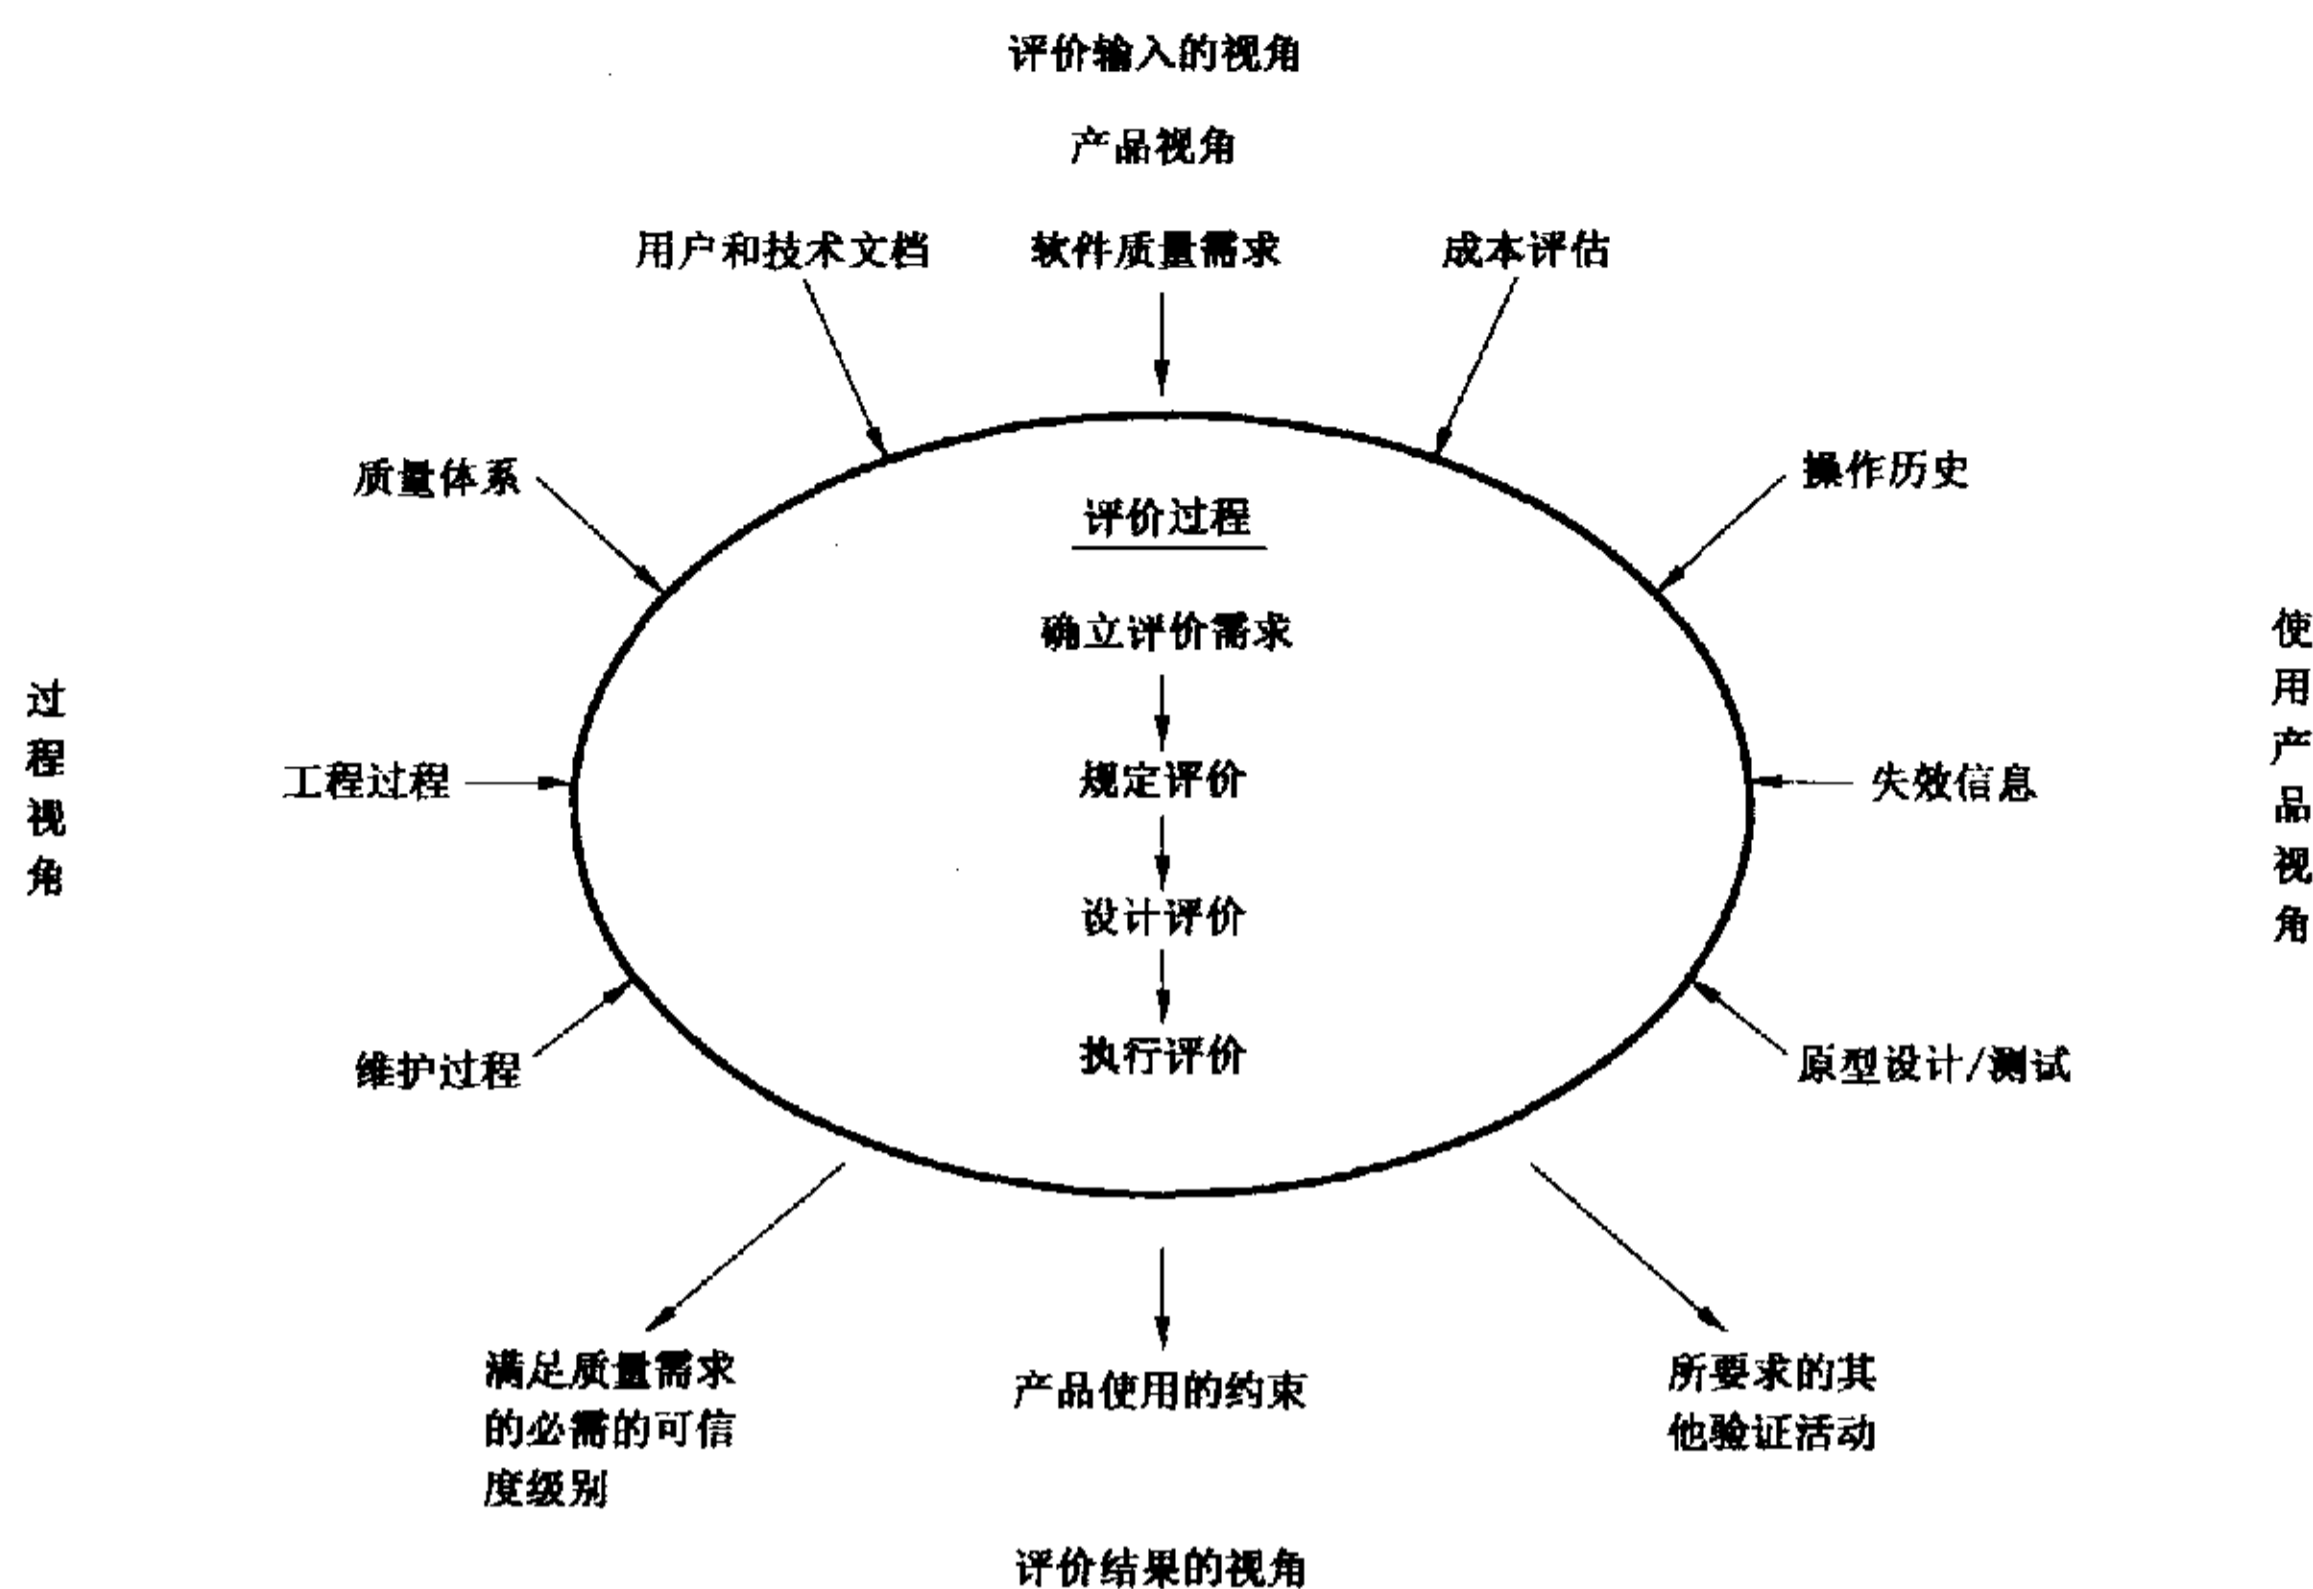 评价输入的视角
产品视角
用户和技术文档
软件质量需求
成本评估
质量体系
操作历史
评价过程
确立评价需求
过程视角
使用产品视角
工程过程
规定评价
失效信息
设计评价
维护过程
执行评价
原型设计/测试
满足质量需求
的必需的可信
度级别
产品使用的约束
所要求的其
他验证活动
评价结果的视角